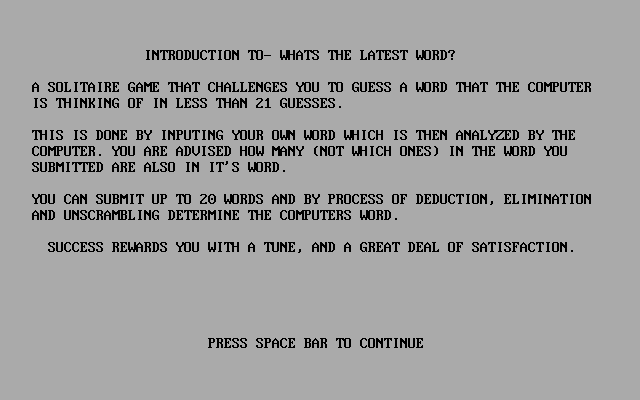 INTRODUCTION TO- WHATS THE LATEST WORD?
A SOLITAIRE GAME THAT CHALLENGES YOU TO GUESS A WORD THAT THE COMPUTER
IS THINKING OF IN LESS THAN 21 GUESSES.
THIS IS DONE BY INPUTING YOUR OWN WORD WHICH IS THEN ANALYZED BY THE
COMPUTER. YOU ARE ADVISED HOW MANY (NOT WHICH ONES) IN THE WORD YOU
SUBMITTED ARE ALSO IN IT'S WORD.
YOU CAN SUBMIT UP TO 20 WORDS AND BY PROCESS OF DEDUCTION, ELIMINATION
AND UNSCRAMBLING DETERMINE THE COMPUTERS WORD.
SUCCESS REWARDS YOU WITH A TUNE, AND A GREAT DEAL OF SATISFACTION.
PRESS SPACE BAR TO CONTINUE